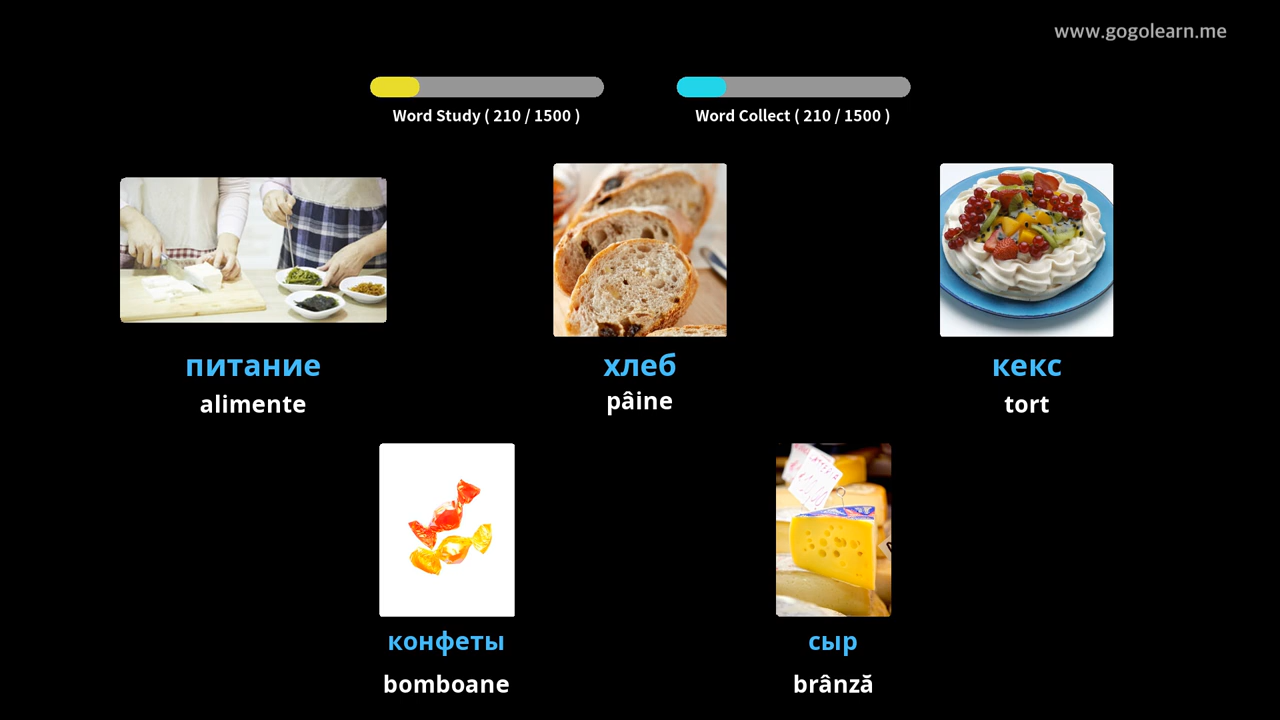 www.gogolearn.me
Word Study ( 210 / 1500 )
Word Collect ( 210 / 1500 )
питание
alimente
хлеб
pâine
кекс
tort
конфеты
bomboane
сыр
brânză